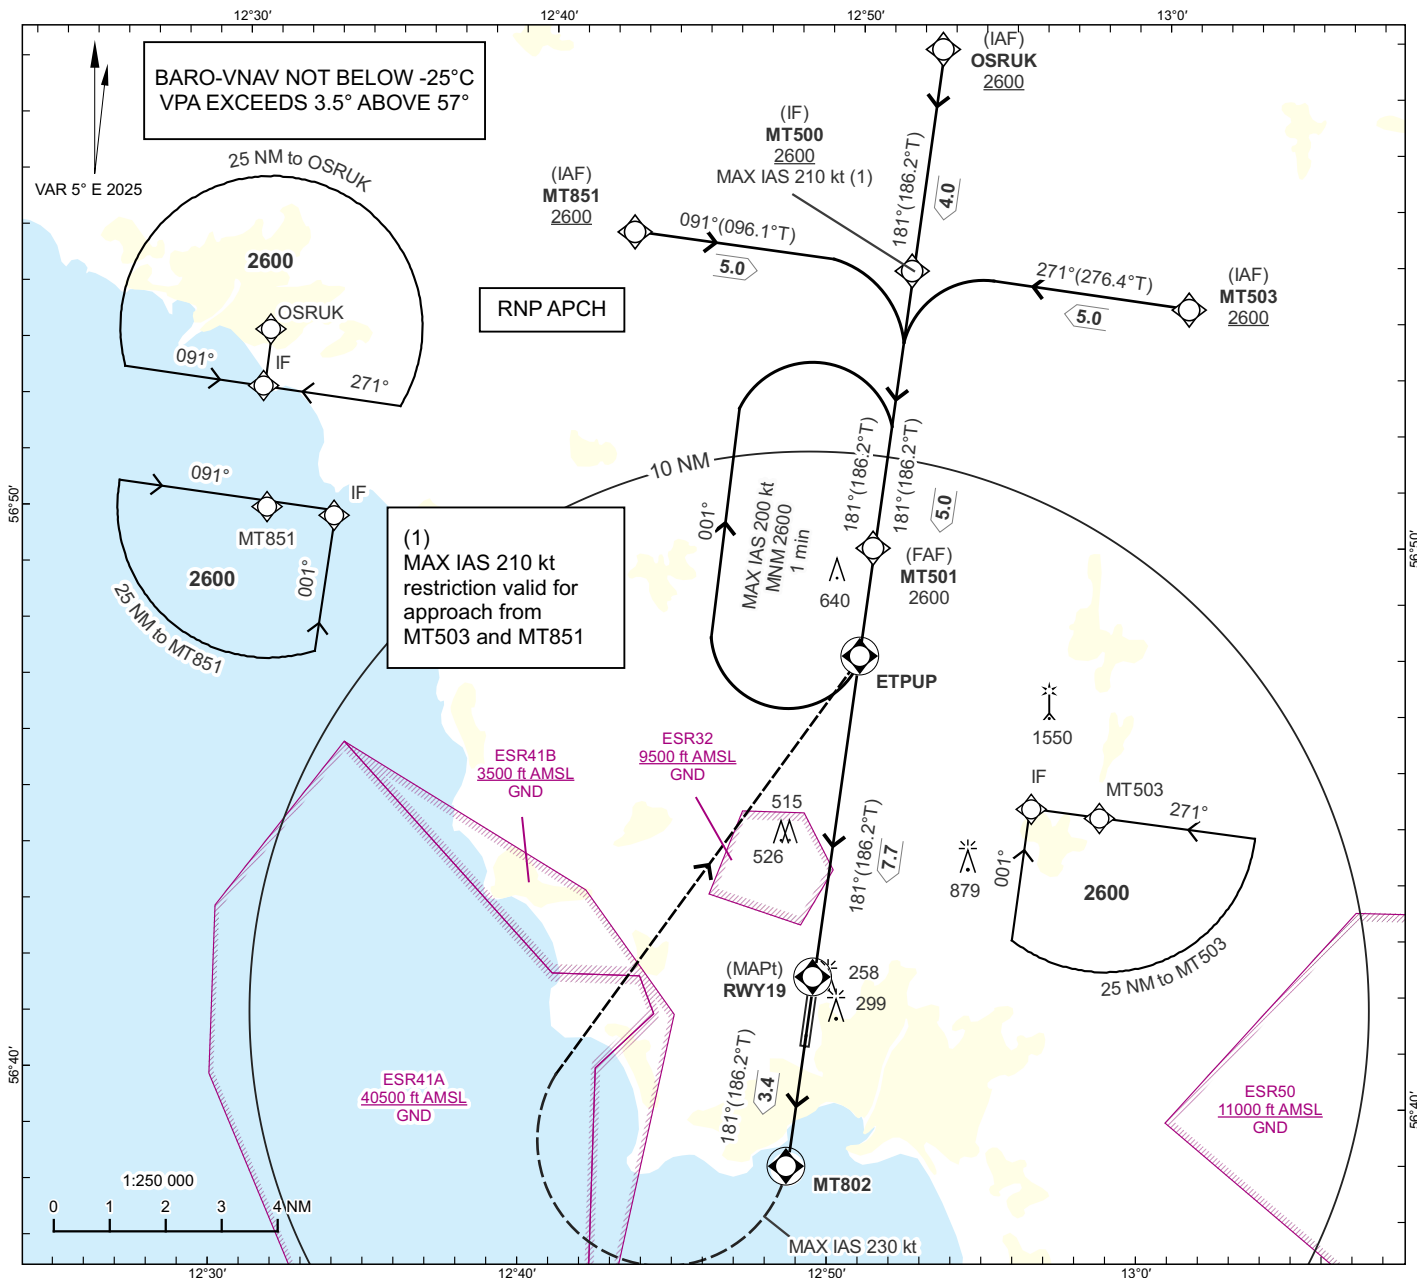 12°30′
12°40′
12°50′
13°0′
BARO-VNAV NOT BELOW -25°C
VPA EXCEEDS 3.5° ABOVE 57°
VAR 5° E 2025
(IAF)
OSRUK
2600
(IF)
MT500
2600
MAX IAS 210 kt (1)
181°(186.2°T)
4.0
(IAF)
MT851
2600
091°(096.1°T)
5.0
271°(276.4°T)
5.0
(IAF)
MT503
2600
25 NM to OSRUK
2600
OSRUK
091°
IF
271°
RNP APCH
091°
IF
MT851
2600
001°
25 NM to MT851
(1)
MAX IAS 210 kt
restriction valid for
approach from
MT503 and MT851
10 NM
181°(186.2°T)
181°(186.2°T)
5.0
001°
MAX IAS 200 kt
MNM 2600
1 min
640
(FAF)
MT501
2600
ETPUP
56°50′
56°50′
ESR41B
3500 ft AMSL
GND
ESR32
9500 ft AMSL
GND
515
526
181°(186.2°T)
7.7
1550
879
IF
MT503
271°
001°
2600
25 NM to MT503
(MAPt)
RWY19
258
299
181°(186.2°T)
3.4
ESR41A
40500 ft AMSL
GND
ESR50
11000 ft AMSL
GND
56°40′
56°40′
MT802
MAX IAS 230 kt
1:250 000
0 1 2 3 4 NM
12°30′
12°40′
12°50′
13°0′